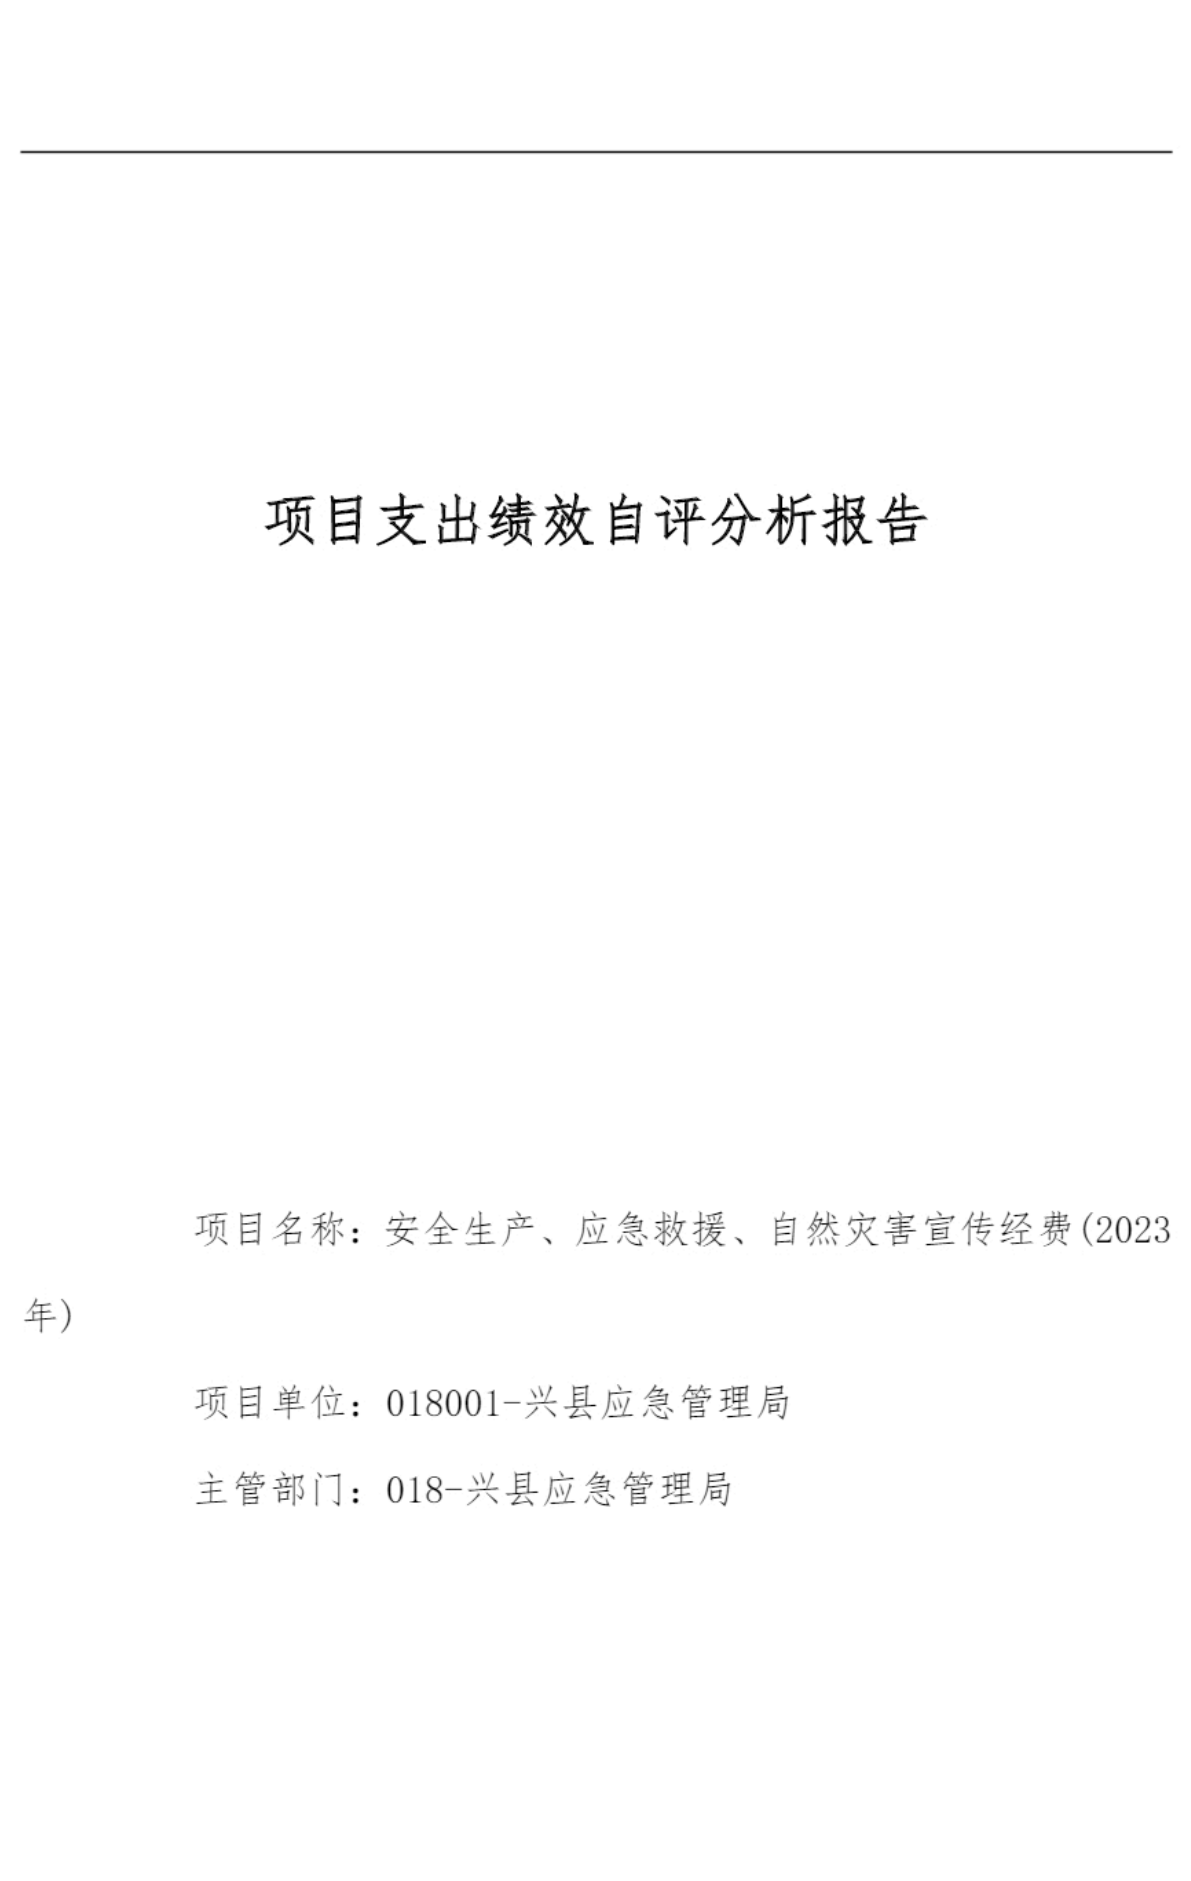 项目支出绩效自评分析报告
项目名称：安全生产、应急救援、自然灾害宣传经费(2023
年)
项目单位：018001-兴县应急管理局
主管部门：018-兴县应急管理局